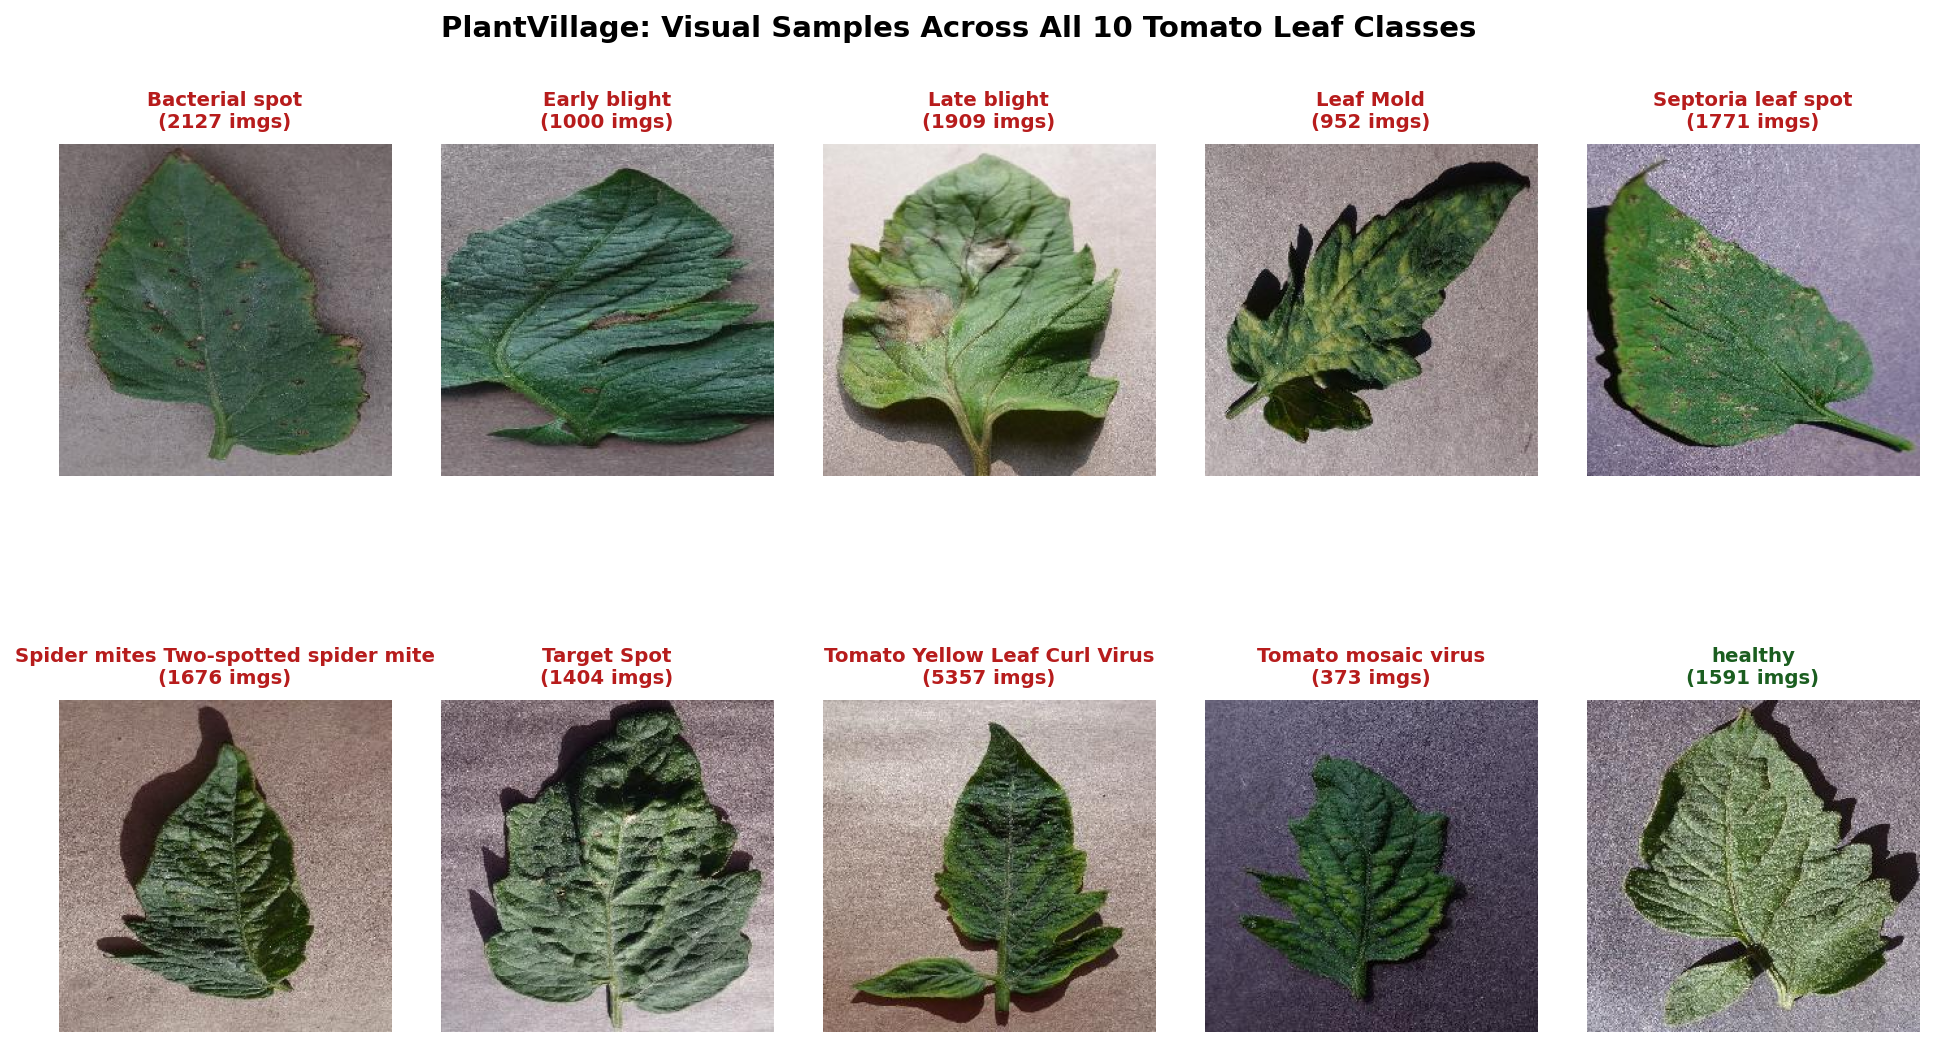 PlantVillage: Visual Samples Across All 10 Tomato Leaf Classes
Bacterial spot
(2127 imgs)
Early blight
(1000 imgs)
Late blight
(1909 imgs)
Leaf Mold
(952 imgs)
Septoria leaf spot
(1771 imgs)
Spider mites Two-spotted spider mite
(1676 imgs)
Target Spot
(1404 imgs)
Tomato Yellow Leaf Curl Virus
(5357 imgs)
Tomato mosaic virus
(373 imgs)
healthy
(1591 imgs)